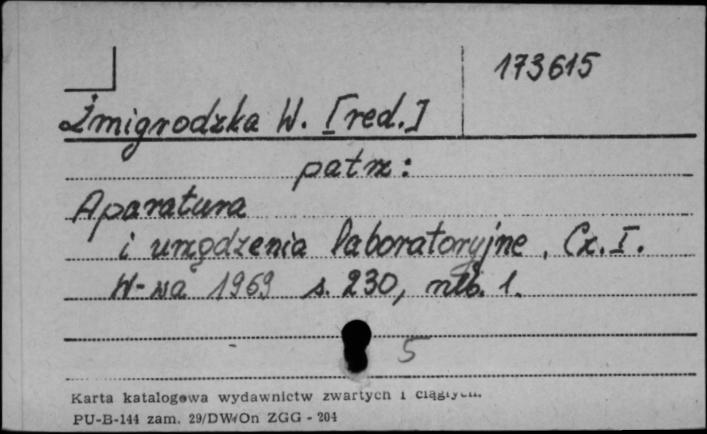 173615
Żmigrodzka W. [red.]
patrz:
Aparatura
i urządzenia laboratoryjne, Cz. I.
W-wa 1969 s. 230, nlb. 1.
5
Karta katalogowa wydawnictw zwartych i ciągłych.
PU-B-144 zam. 29/DW/On ZGG - 204